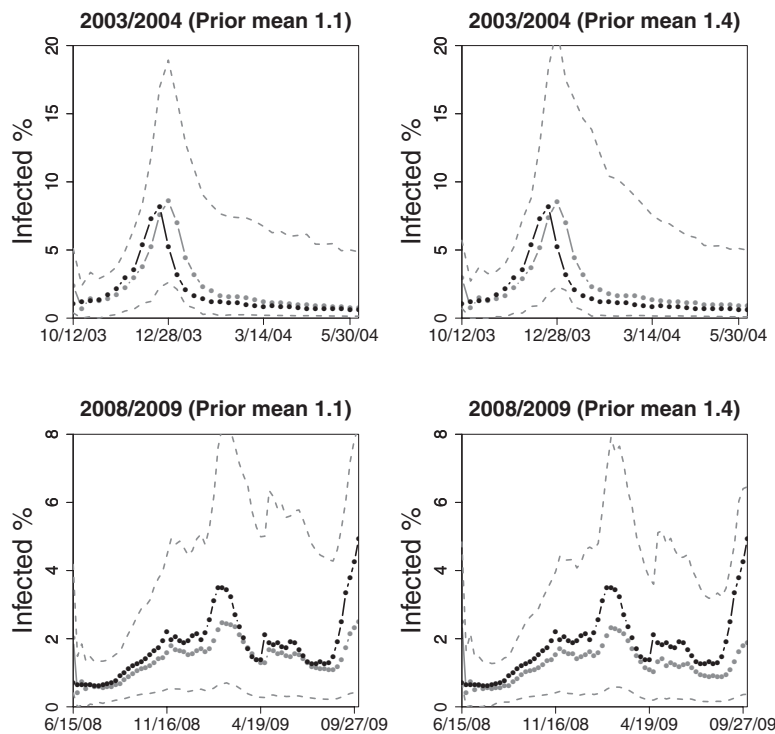 2003/2004 (Prior mean 1.1)
2003/2004 (Prior mean 1.4)
Infected %
20
15
10
5
0
10/12/03 12/28/03 3/14/04 5/30/04
Infected %
20
15
10
5
0
10/12/03 12/28/03 3/14/04 5/30/04
2008/2009 (Prior mean 1.1)
2008/2009 (Prior mean 1.4)
Infected %
8
6
4
2
0
6/15/08 11/16/08 4/19/09 09/27/09
Infected %
8
6
4
2
0
6/15/08 11/16/08 4/19/09 09/27/09